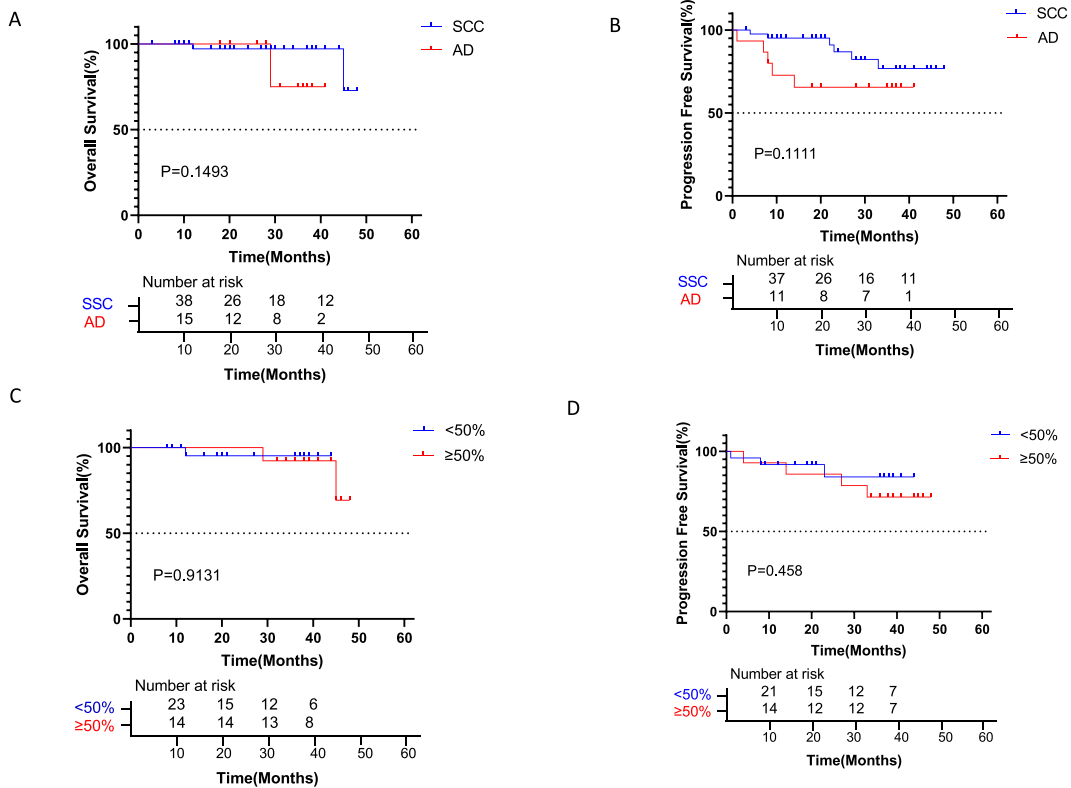 A
SCC
AD
Overall Survival(%)
100
50
0
P=0.1493
0 10 20 30 40 50 60
Time(Months)
Number at risk
SSC 38 26 18 12
AD 15 12 8 2
10 20 30 40 50 60
Time(Months)
B
SCC
AD
Progression Free Survival(%)
100
50
0
P=0.1111
0 10 20 30 40 50 60
Time(Months)
Number at risk
SSC 37 26 16 11
AD 11 8 7 1
10 20 30 40 50 60
Time(Months)
C
<50%
≥50%
Overall Survival(%)
100
50
0
P=0.9131
0 10 20 30 40 50 60
Time(Months)
Number at risk
<50% 23 15 12 6
≥50% 14 14 13 8
10 20 30 40 50 60
Time(Months)
D
<50%
≥50%
Progression Free Survival(%)
100
50
0
P=0.458
0 10 20 30 40 50 60
Time(Months)
Number at risk
<50% 21 15 12 7
≥50% 14 12 12 7
10 20 30 40 50 60
Time(Months)